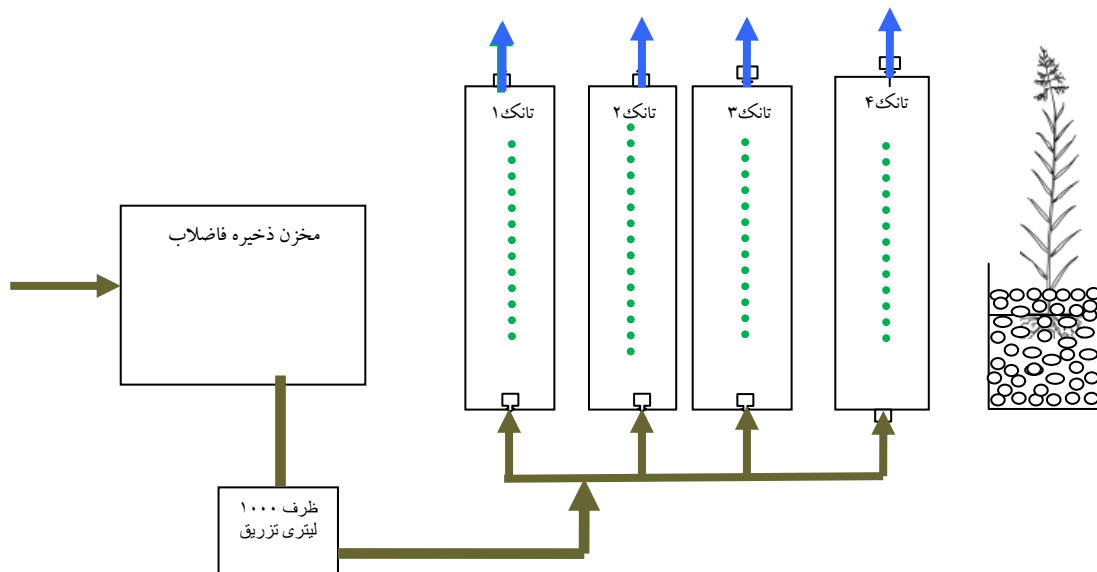 تانک۱
تانک۲
تانک۳
تانک۴
مخزن ذخیره فاضلاب
ظرف ۱۰۰۰
لیتری تزریق